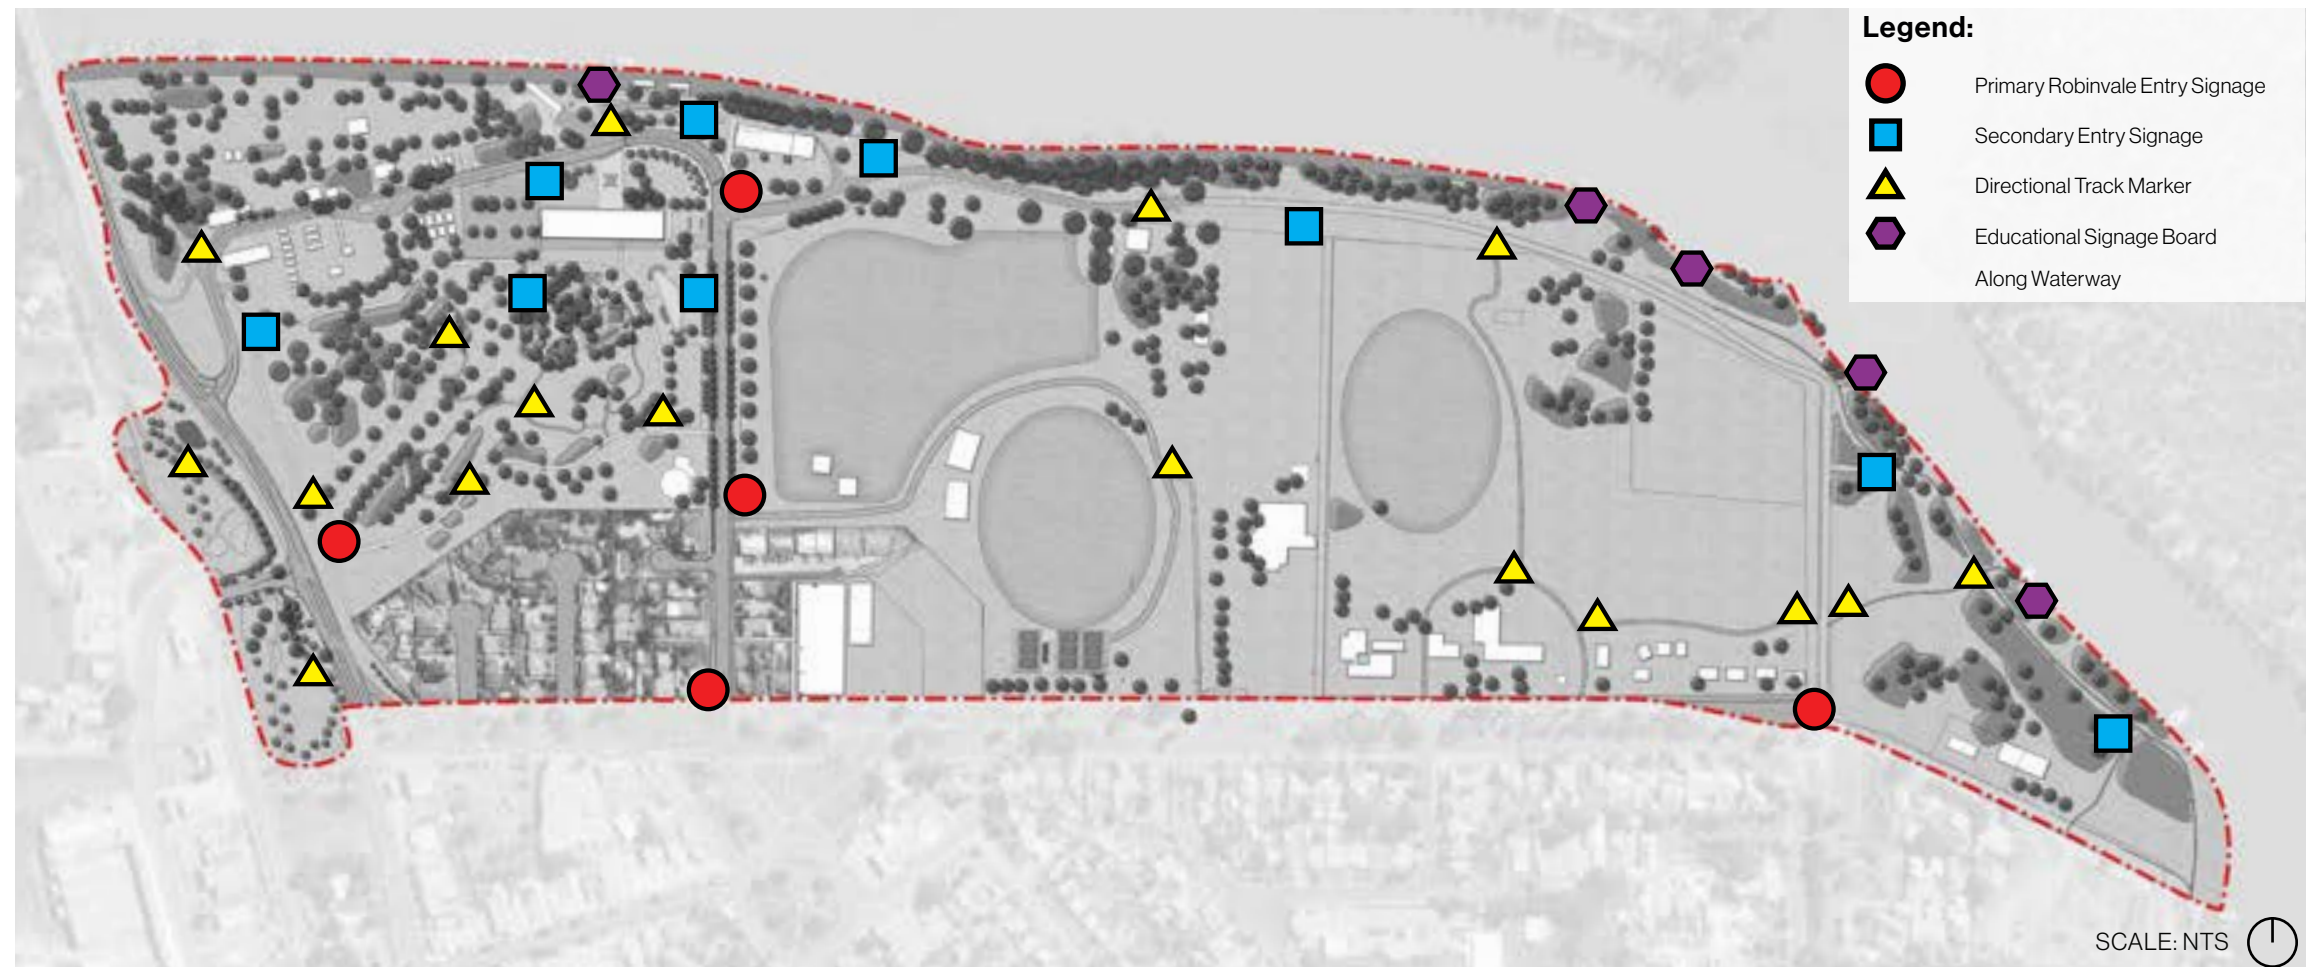 Legend:
Primary Robinvale Entry Signage
Secondary Entry Signage
Directional Track Marker
Educational Signage Board
Along Waterway
SCALE: NTS